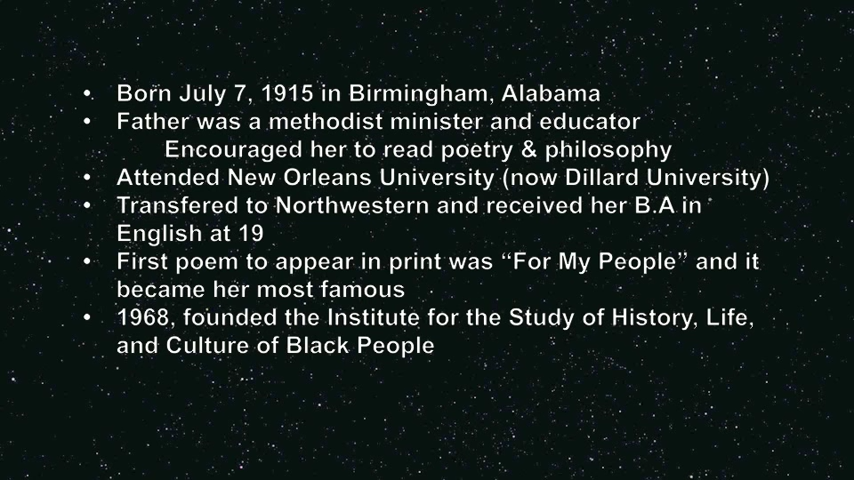 • Born July 7, 1915 in Birmingham, Alabama
• Father was a methodist minister and educator
Encouraged her to read poetry & philosophy
• Attended New Orleans University (now Dillard University)
• Transfered to Northwestern and received her B.A in
English at 19
• First poem to appear in print was “For My People” and it
became her most famous
• 1968, founded the Institute for the Study of History, Life,
and Culture of Black People